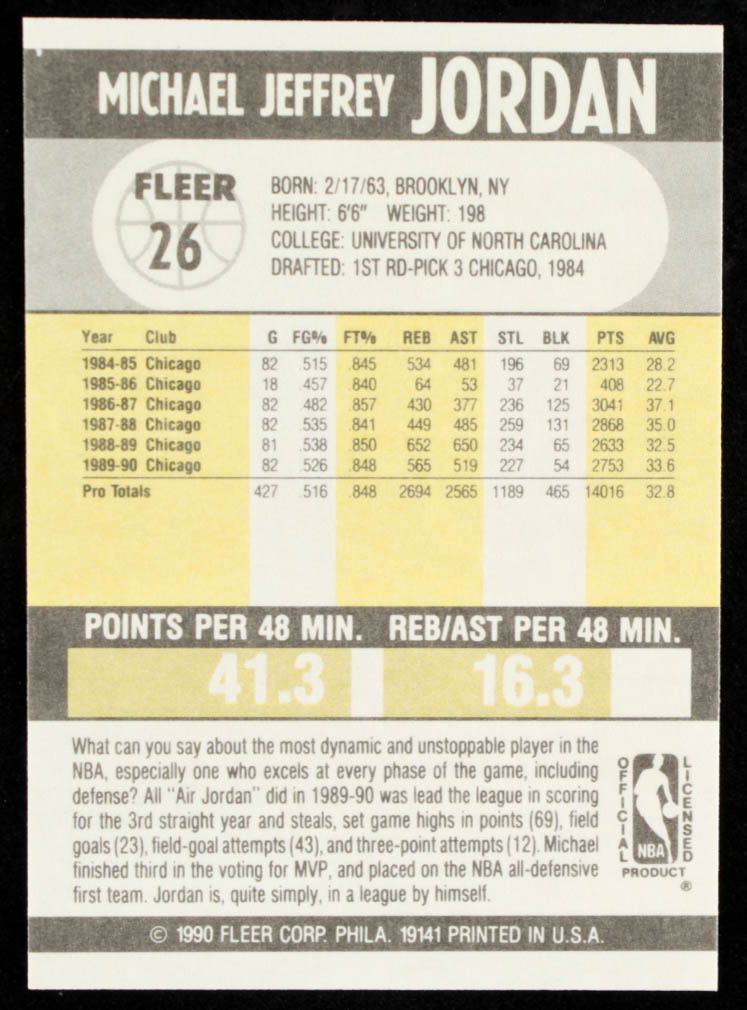 MICHAEL JEFFREY JORDAN
FLEER
26
BORN: 2/17/63, BROOKLYN, NY
HEIGHT: 6'6" WEIGHT: 198
COLLEGE: UNIVERSITY OF NORTH CAROLINA
DRAFTED: 1ST RD-PICK 3 CHICAGO, 1984
Year Club G FG% FT% REB AST STL BLK PTS AVG
1984-85 Chicago 82 .515 .845 534 481 196 69 2313 28.2
1985-86 Chicago 18 .457 .840 64 53 37 21 408 22.7
1986-87 Chicago 82 .482 .857 430 377 236 125 3041 37.1
1987-88 Chicago 82 .535 .841 449 485 259 131 2868 35.0
1988-89 Chicago 81 .538 .850 652 650 234 65 2633 32.5
1989-90 Chicago 82 .526 .848 565 519 227 54 2753 33.6
Pro Totals 427 .516 .848 2694 2565 1189 465 14016 32.8
POINTS PER 48 MIN. REB/AST PER 48 MIN.
41.3 16.3
What can you say about the most dynamic and unstoppable player in the
NBA, especially one who excels at every phase of the game, including
defense? All "Air Jordan" did in 1989-90 was lead the league in scoring
for the 3rd straight year and steals, set game highs in points (69), field
goals (23), field-goal attempts (43), and three-point attempts (12). Michael
finished third in the voting for MVP, and placed on the NBA all-defensive
first team. Jordan is, quite simply, in a league by himself.
OFFICIAL
LICENSED
NBA
PRODUCT
®
© 1990 FLEER CORP. PHILA. 19141 PRINTED IN U.S.A.